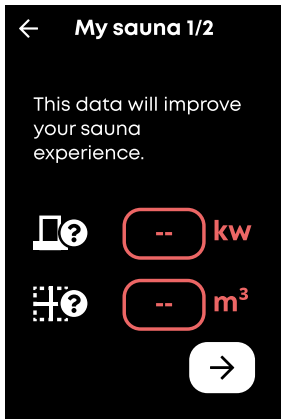 My sauna 1/2
This data will improve
your sauna
experience.
? -- kw
? -- m³